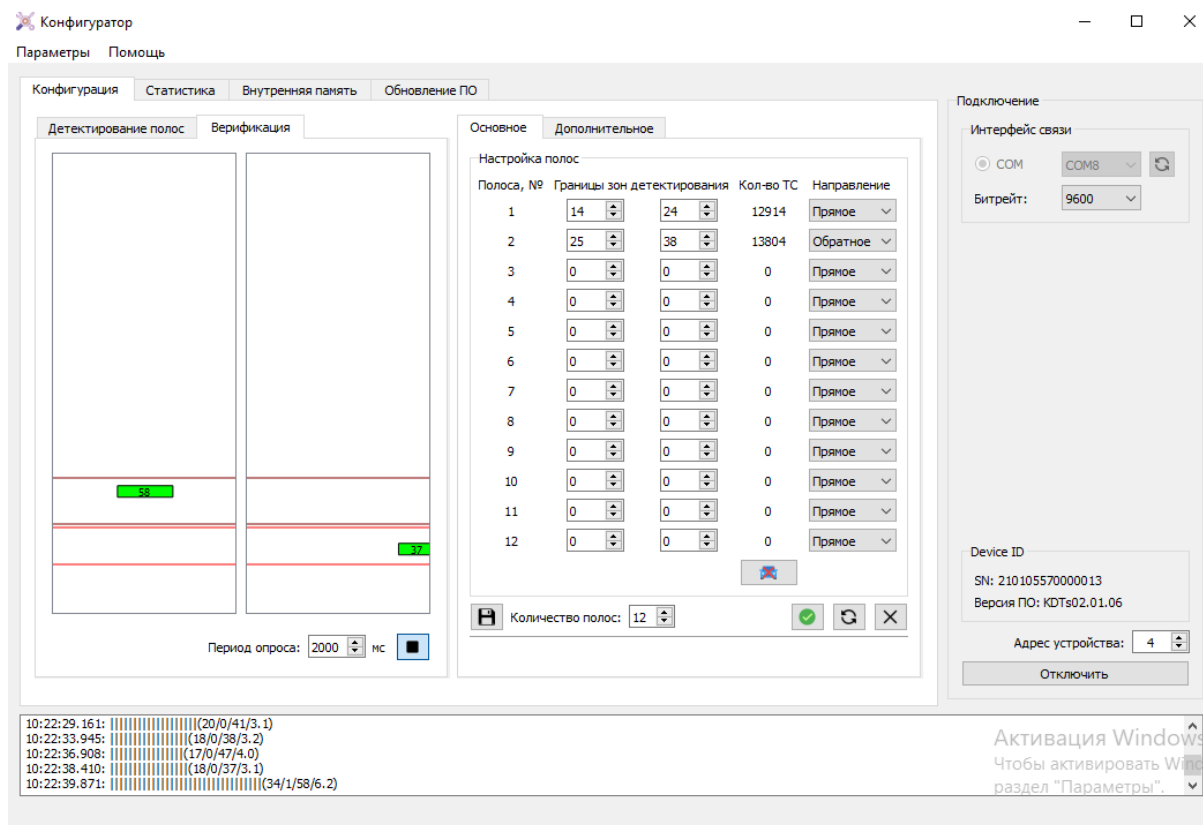 Конфигуратор
Параметры Помощь
Конфигурация Статистика Внутренняя память Обновление ПО
Детектирование полос Верификация
58
37
Период опроса: 2000 мс
Основное Дополнительное
Настройка полос
Полоса, № Границы зон детектирования Кол-во ТС Направление
1 14 24 12914 Прямое
2 25 38 13804 Обратное
3 0 0 0 Прямое
4 0 0 0 Прямое
5 0 0 0 Прямое
6 0 0 0 Прямое
7 0 0 0 Прямое
8 0 0 0 Прямое
9 0 0 0 Прямое
10 0 0 0 Прямое
11 0 0 0 Прямое
12 0 0 0 Прямое
Количество полос: 12
Подключение
Интерфейс связи
COM COM8
Битрейт: 9600
Device ID
SN: 210105570000013
Версия ПО: KDTs02.01.06
Адрес устройства: 4
Отключить
10:22:29.161: ||||||||||||||||||||(20/0/41/3.1)
10:22:33.945: ||||||||||||||||||(18/0/38/3.2)
10:22:36.908: |||||||||||||||||(17/0/47/4.0)
10:22:38.410: ||||||||||||||||||(18/0/37/3.1)
10:22:39.871: ||||||||||||||||||||||||||||||||||(34/1/58/6.2)
Активация Windows
Чтобы активировать Winc
раздел "Параметры".